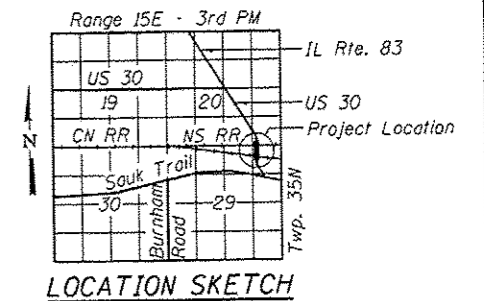 Range 15E - 3rd PM
IL Rte. 83
US 30
19
20
US 30
Project Location
CN RR
NS RR
Sauk Trail
30
29
Burnham
Road
Twp. 35N
N
LOCATION SKETCH